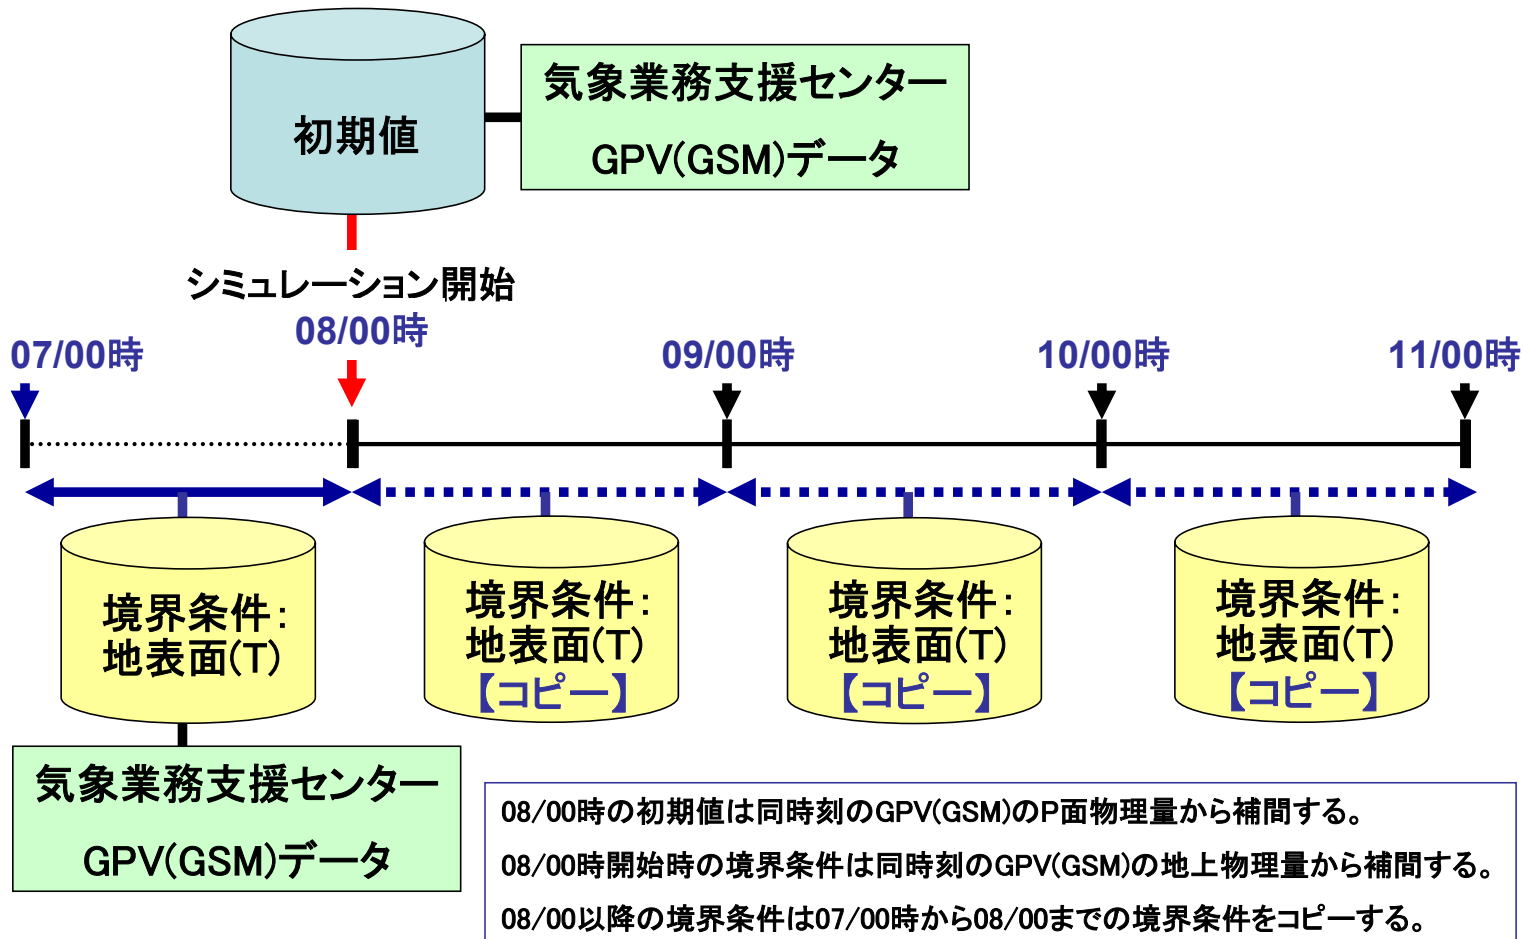 初期値
気象業務支援センター
GPV(GSM)データ
シミュレーション開始
08/00時
07/00時
09/00時
10/00時
11/00時
境界条件:
地表面(T)
境界条件:
地表面(T)
【コピー】
境界条件:
地表面(T)
【コピー】
境界条件:
地表面(T)
【コピー】
気象業務支援センター
GPV(GSM)データ
08/00時の初期値は同時刻のGPV(GSM)のP面物理量から補間する。
08/00時開始時の境界条件は同時刻のGPV(GSM)の地上物理量から補間する。
08/00以降の境界条件は07/00時から08/00までの境界条件をコピーする。